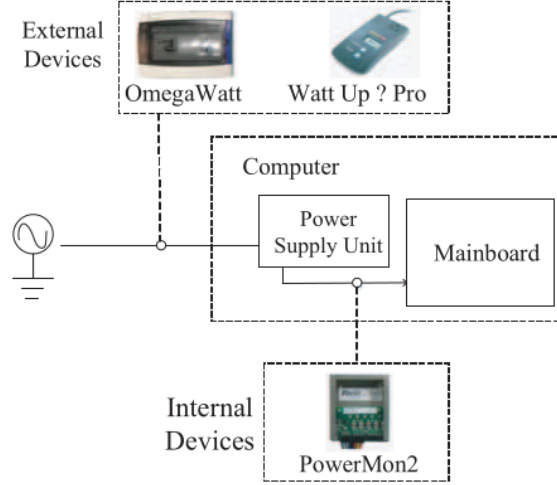 External
Devices
OmegaWatt
Watt Up ? Pro
Computer
Power
Supply Unit
Mainboard
Internal
Devices
PowerMon2